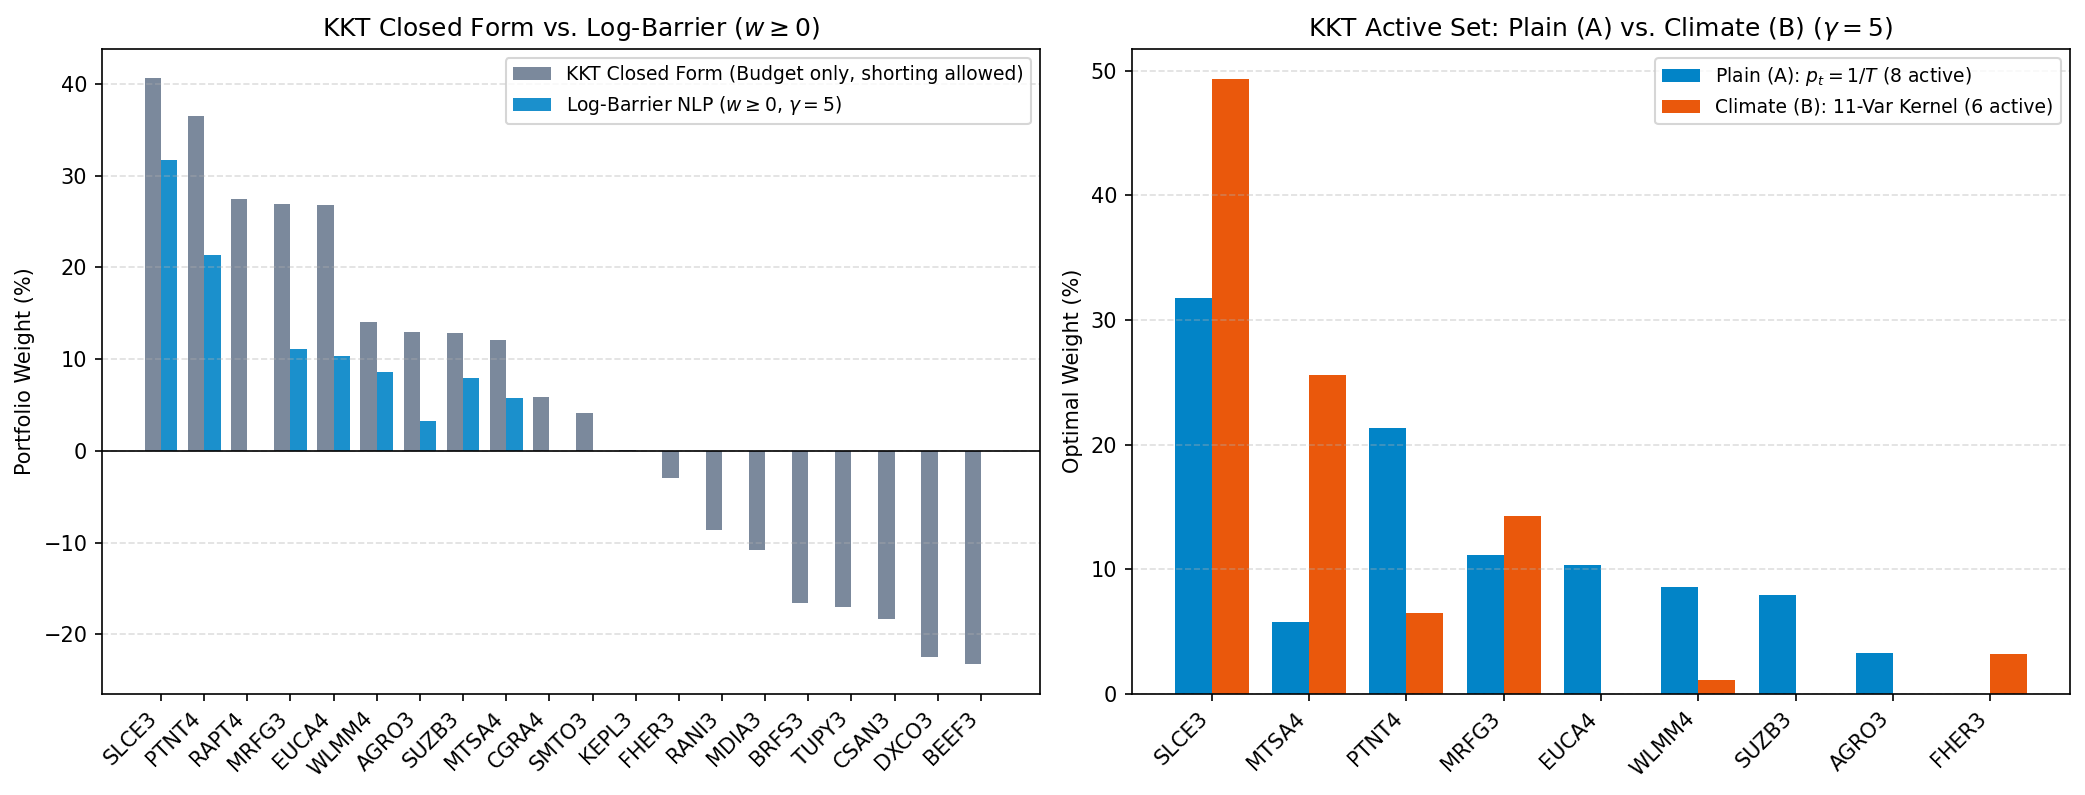 KKT Closed Form vs. Log-Barrier (w ≥ 0)
KKT Closed Form (Budget only, shorting allowed)
Log-Barrier NLP (w ≥ 0, γ = 5)
Portfolio Weight (%)
40
30
20
10
0
−10
−20
SLCE3
PTNT4
RAPT4
MRFG3
EUCA4
WLMM4
AGRO3
SUZB3
MTSA4
CGRA4
SMTO3
KEPL3
FHER3
RANI3
MDIA3
BRFS3
TUPY3
CSAN3
DXCO3
BEEF3
KKT Active Set: Plain (A) vs. Climate (B) (γ = 5)
Plain (A): pt = 1/T (8 active)
Climate (B): 11-Var Kernel (6 active)
Optimal Weight (%)
50
40
30
20
10
0
SLCE3
MTSA4
PTNT4
MRFG3
EUCA4
WLMM4
SUZB3
AGRO3
FHER3